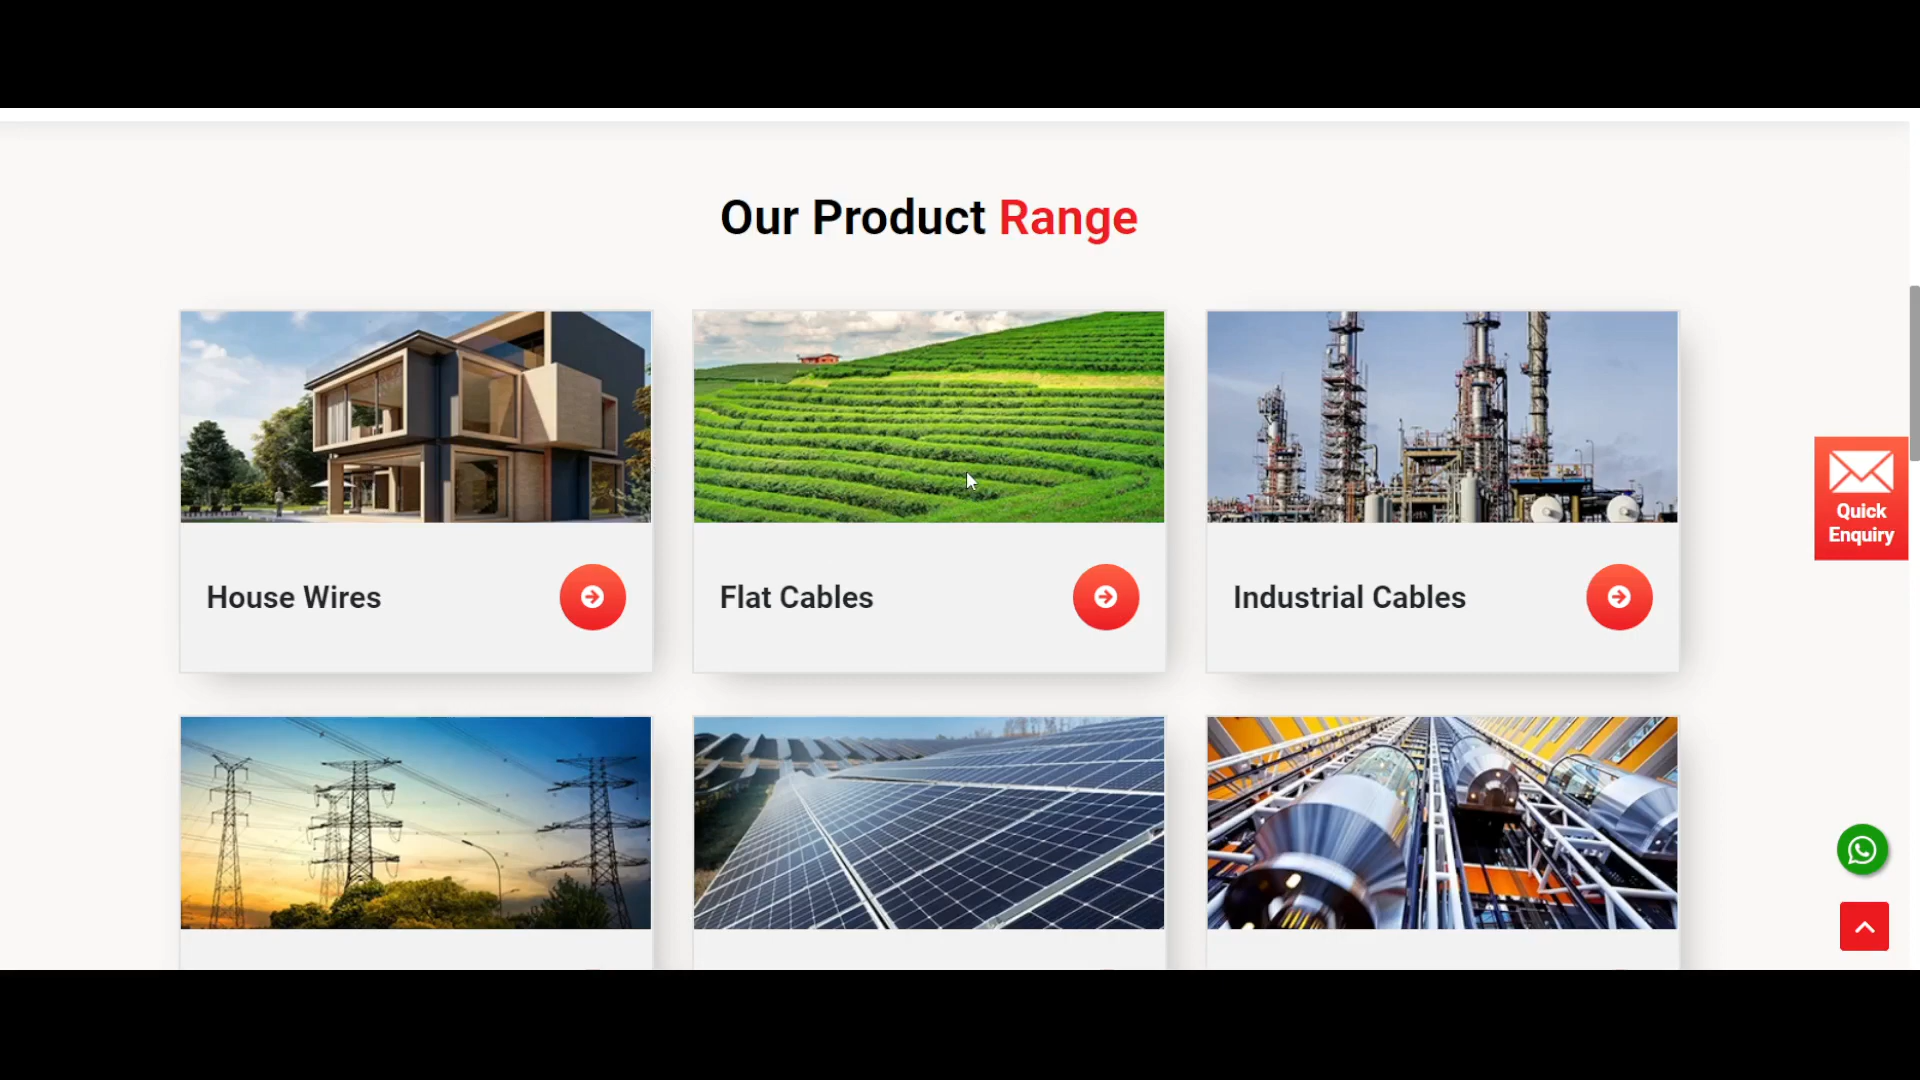 Our Product Range
House Wires
Flat Cables
Industrial Cables
Quick
Enquiry